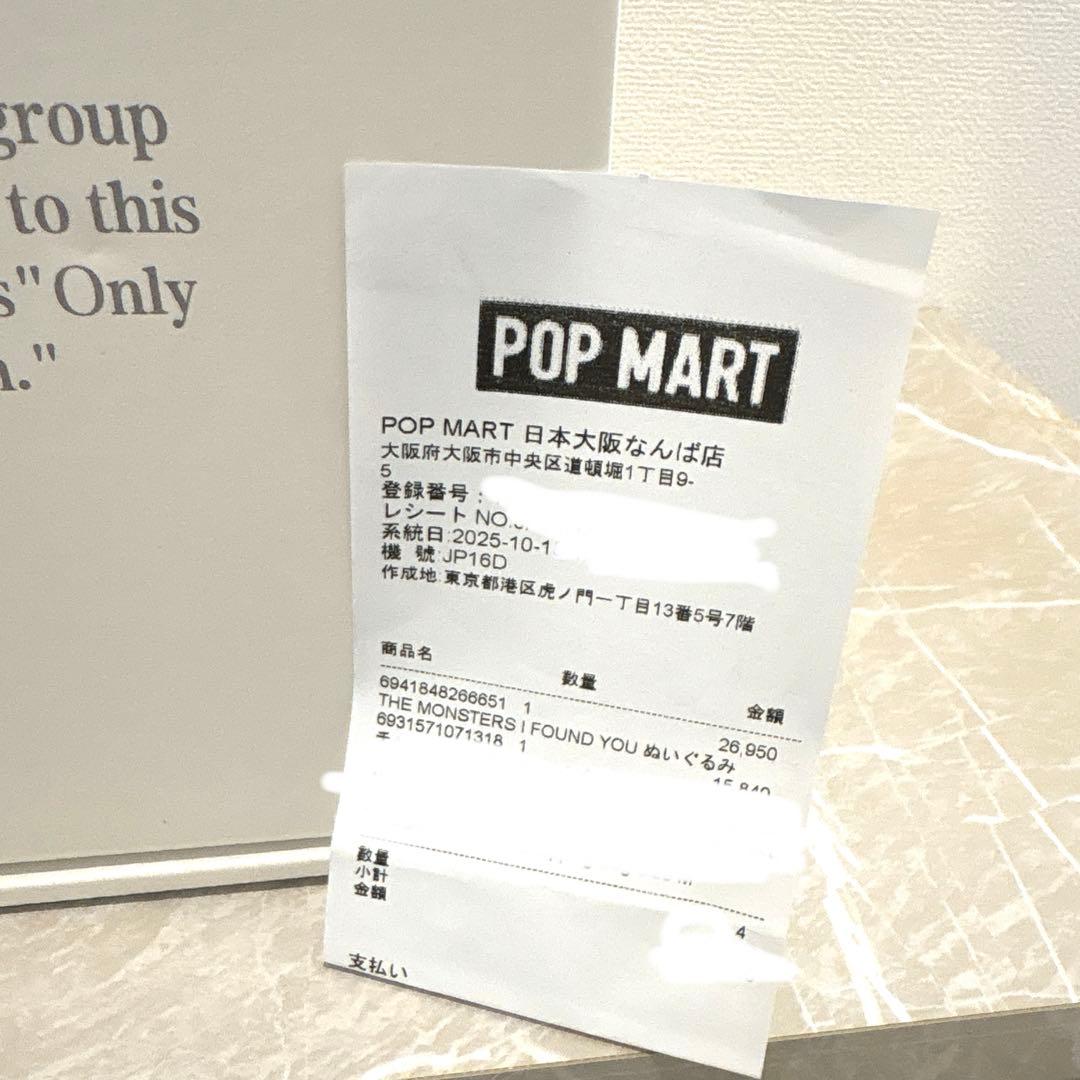 group
to this
s" Only
."
POP MART
POP MART 日本大阪なんば店
大阪府大阪市中央区道頓堀1丁目9-
5
登録番号：
レシート NO.
系統日:2025-10-1
機 號:JP16D
作成地:東京都港区虎ノ門一丁目13番5号7階
商品名 数量 金額
6941848266651 1 26,950
THE MONSTERS I FOUND YOU ぬいぐるみ
6931571071318 1 15,840
数量 4
小計
金額
支払い